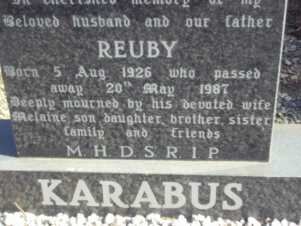 In cherished memory of my
Beloved husband and our father
REUBY
Born 5 Aug 1926 who passed
away 20th May 1987
Deeply mourned by his devoted wife
Melaine son daughter, brother, sister
family and friends
M.H.D.S.R.I.P
KARABUS